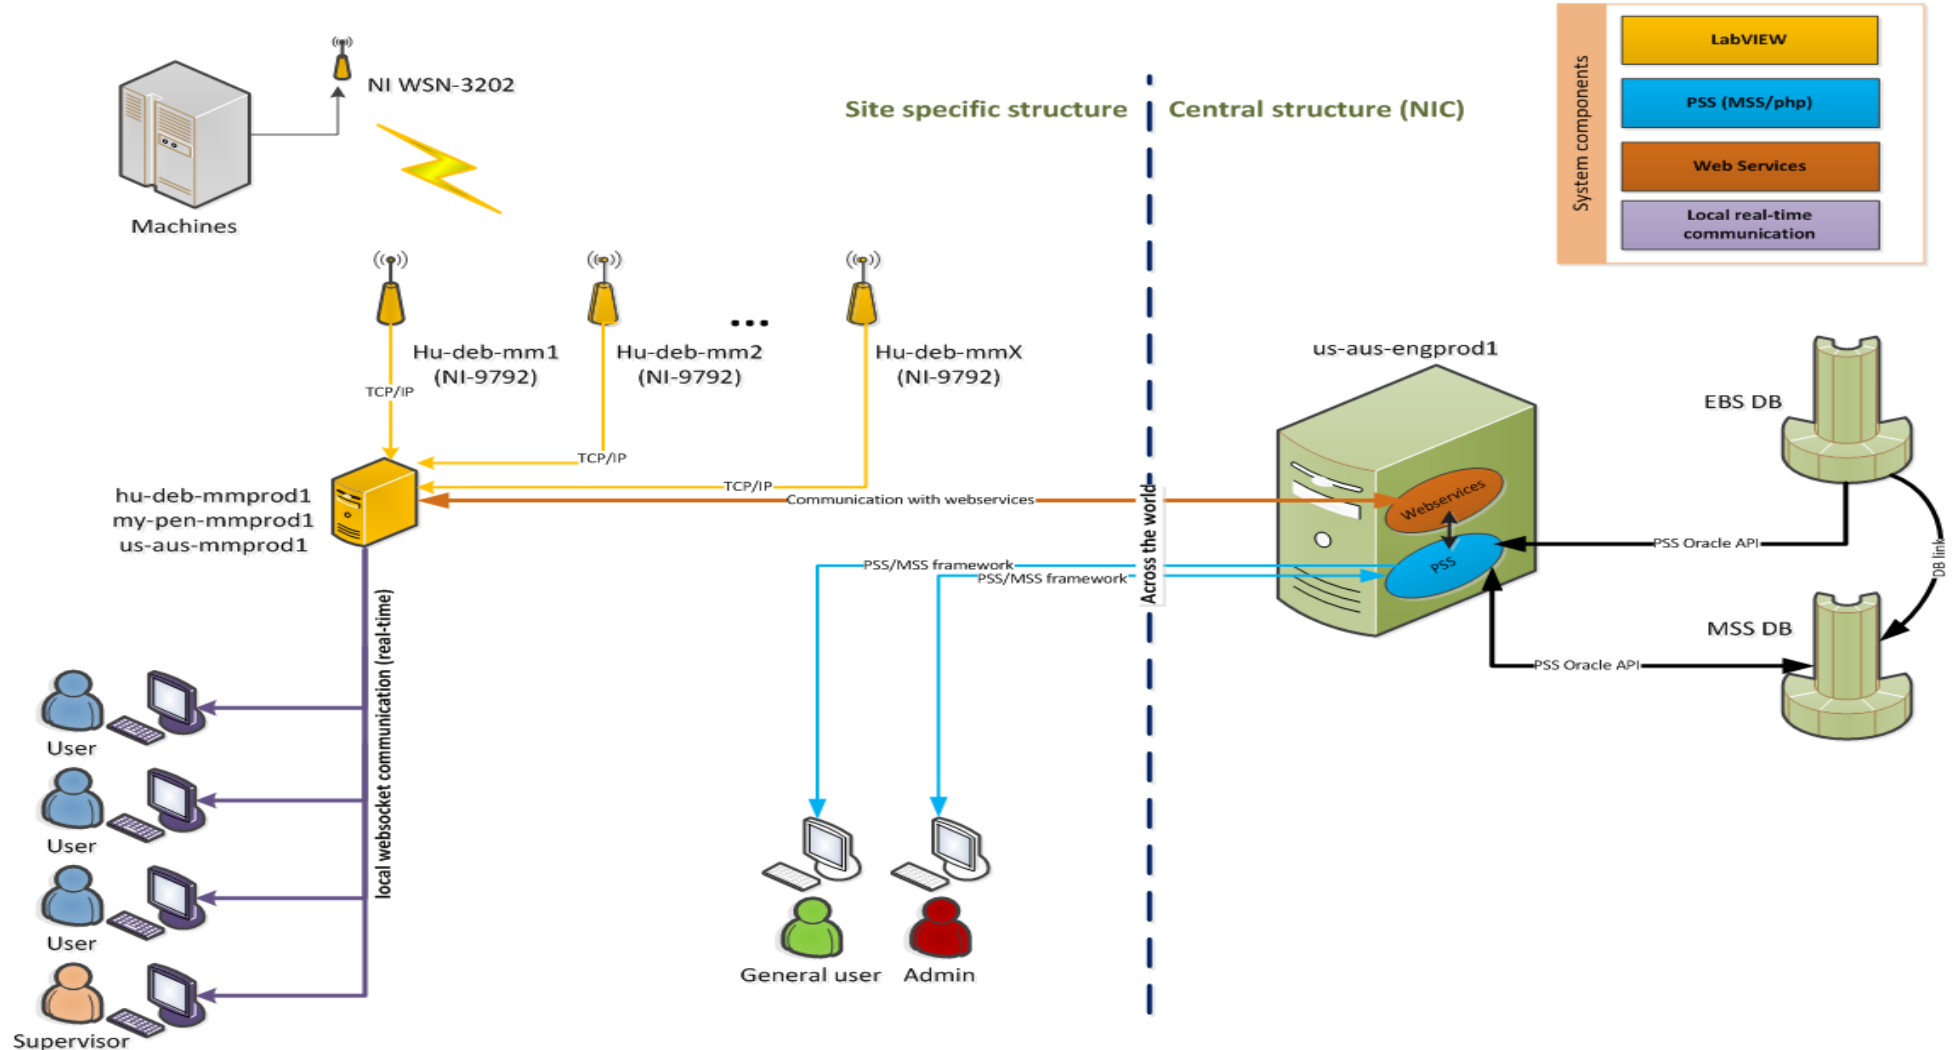 NI WSN-3202
Machines
Site specific structure
Central structure (NIC)
System components
LabVIEW
PSS (MSS/php)
Web Services
Local real-time
communication
...
Hu-deb-mm1
(NI-9792)
Hu-deb-mm2
(NI-9792)
Hu-deb-mmX
(NI-9792)
TCP/IP
TCP/IP
TCP/IP
hu-deb-mmprod1
my-pen-mmprod1
us-aus-mmprod1
Communication with webservices
Across the world
PSS/MSS framework
PSS/MSS framework
us-aus-engprod1
Webservices
PSS
EBS DB
PSS Oracle API
DB link
MSS DB
PSS Oracle API
local websocket communication (real-time)
User
User
User
Supervisor
General user
Admin